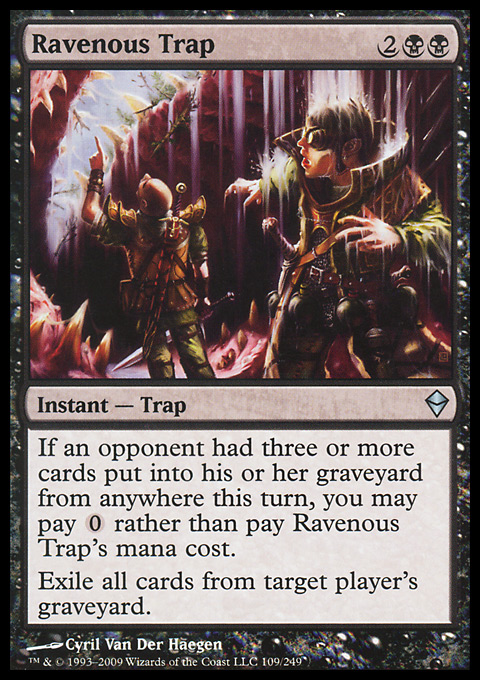 Ravenous Trap 2
Instant — Trap
If an opponent had three or more
cards put into his or her graveyard
from anywhere this turn, you may
pay 0 rather than pay Ravenous
Trap's mana cost.
Exile all cards from target player's
graveyard.
Cyril Van Der Haegen
™ & © 1993–2009 Wizards of the Coast LLC 109/249